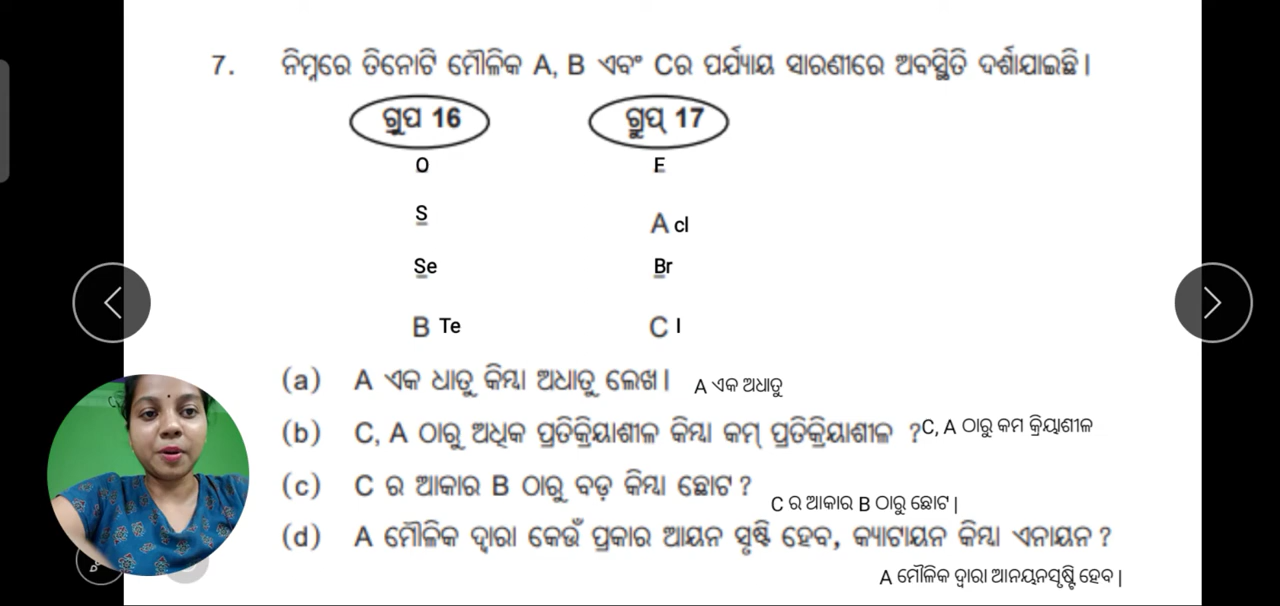 7. ନିମ୍ନରେ ତିନୋଟି ମୌଳିକ A, B ଏବଂ Cର ପର୍ଯ୍ୟାୟ ସାରଣୀରେ ଅବସ୍ଥିତି ଦର୍ଶାଯାଇଛି।
ଗ୍ରୁପ 16 ଗ୍ରୁପ୍ 17
O E
S A cl
Se Br
B Te C I
(a) A ଏକ ଧାତୁ କିମ୍ବା ଅଧାତୁ ଲେଖ। A ଏକ ଅଧାତୁ
(b) C, A ଠାରୁ ଅଧିକ ପ୍ରତିକ୍ରିୟାଶୀଳ କିମ୍ବା କମ୍ ପ୍ରତିକ୍ରିୟାଶୀଳ ? C, A ଠାରୁ କମ କ୍ରିୟାଶୀଳ
(c) C ର ଆକାର B ଠାରୁ ବଡ଼ କିମ୍ବା ଛୋଟ ?
C ର ଆକାର B ଠାରୁ ଛୋଟ |
(d) A ମୌଳିକ ଦ୍ୱାରା କେଉଁ ପ୍ରକାର ଆୟନ ସୃଷ୍ଟି ହେବ, କ୍ୟାଟାୟନ କିମ୍ବା ଏନାୟନ ?
A ମୌଳିକ ଦ୍ୱାରା ଆନୟନସୃଷ୍ଟି ହେବ |